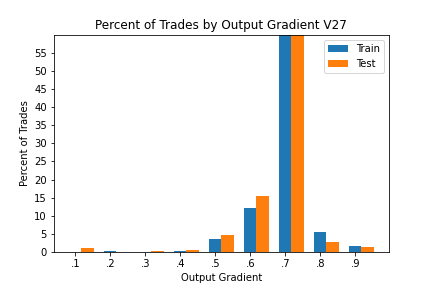 Percent of Trades by Output Gradient V27
Train
Test
55
50
45
40
35
30
25
20
15
10
5
0
Percent of Trades
.1 .2 .3 .4 .5 .6 .7 .8 .9
Output Gradient